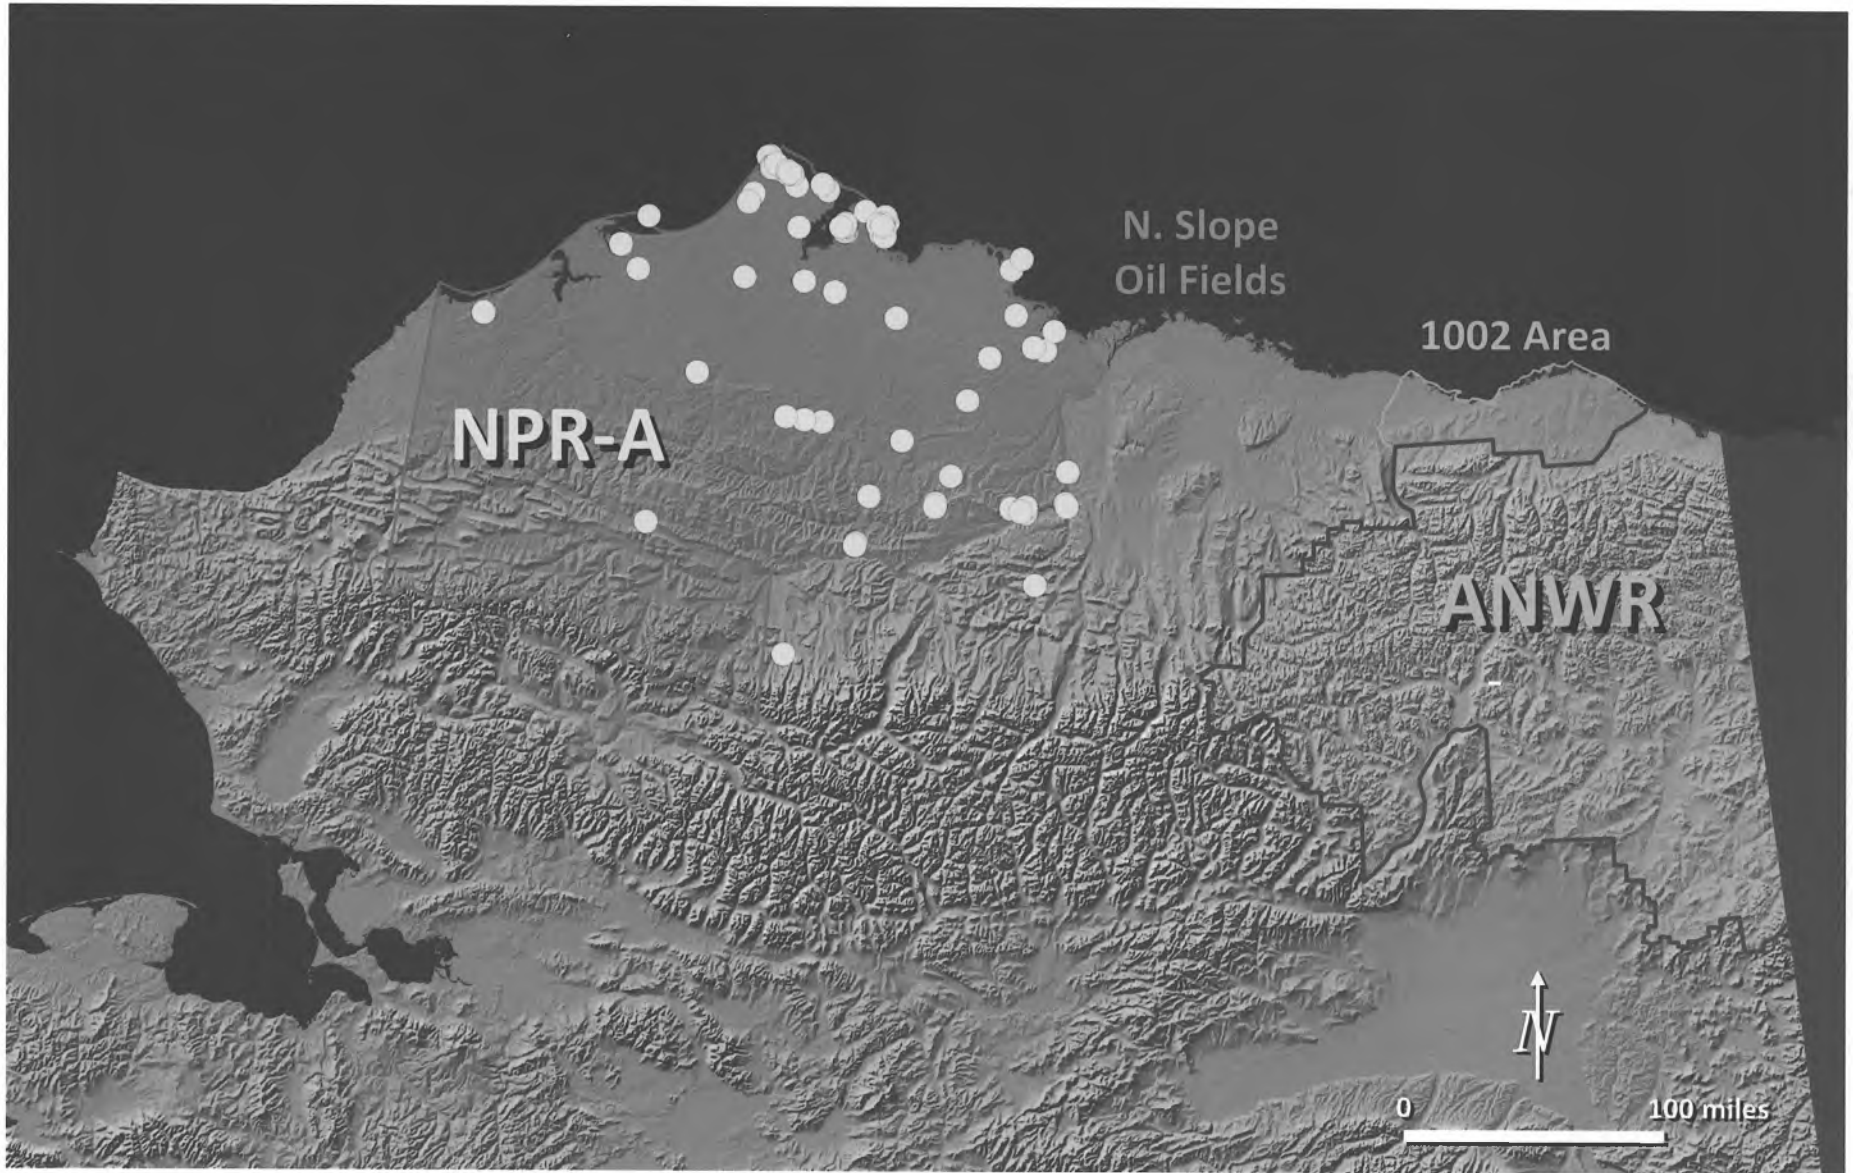 N. Slope
Oil Fields
1002 Area
NPR-A
ANWR
N
0 100 miles